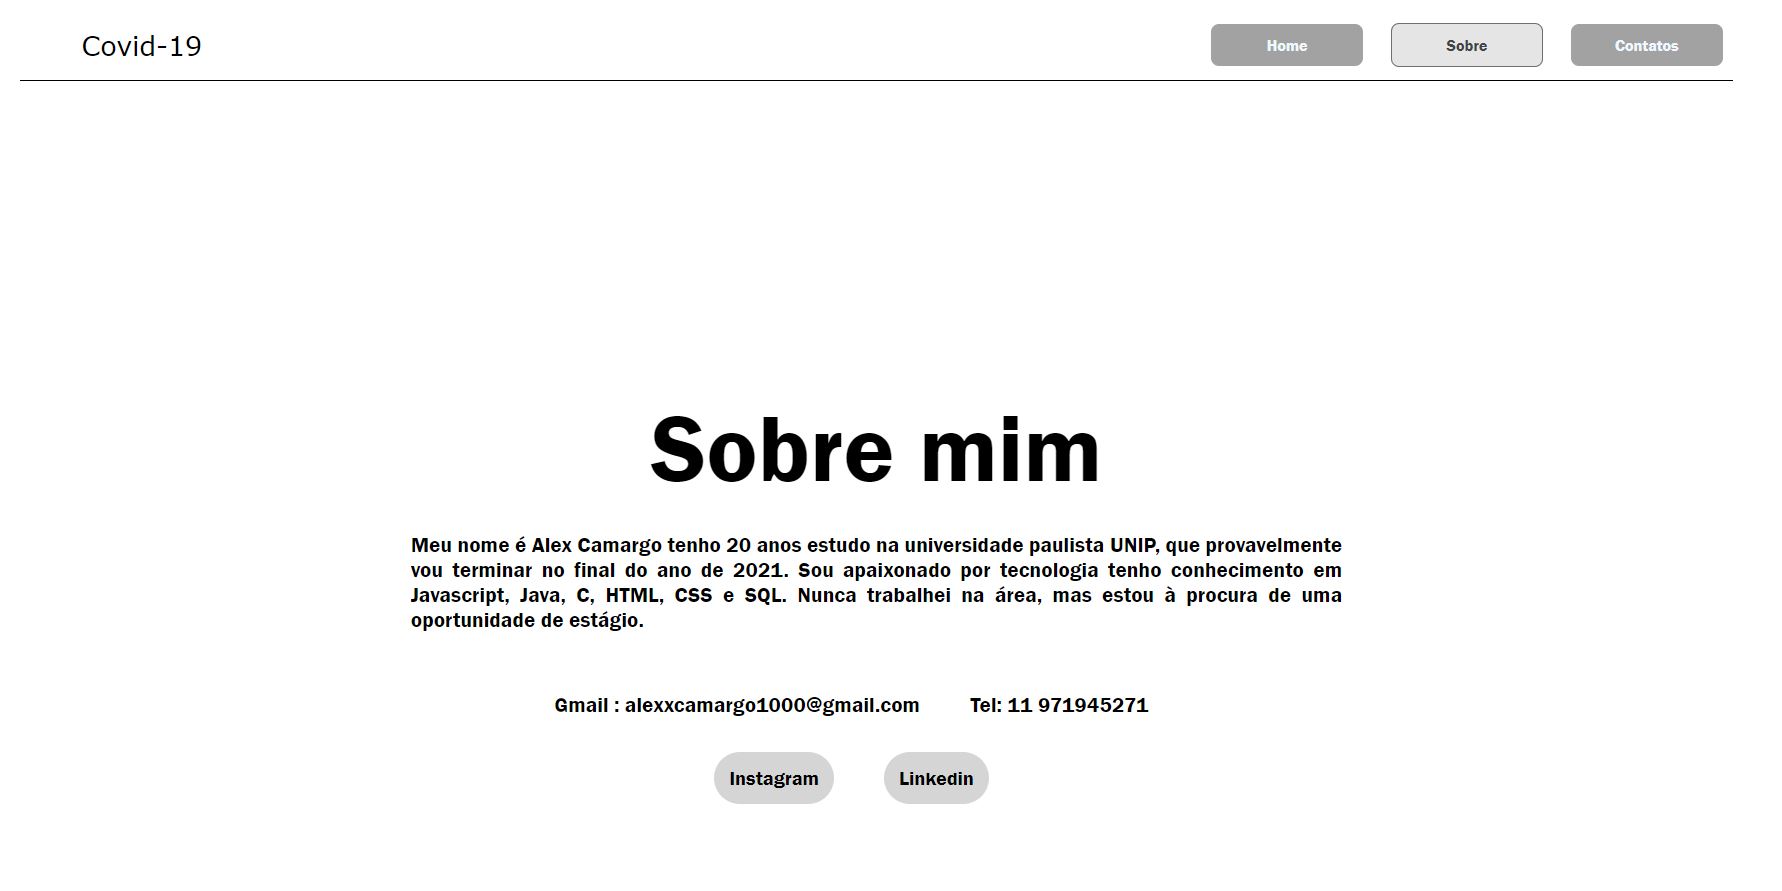 Covid-19
Home
Sobre
Contatos
Sobre mim
Meu nome é Alex Camargo tenho 20 anos estudo na universidade paulista UNIP, que provavelmente
vou terminar no final do ano de 2021. Sou apaixonado por tecnologia tenho conhecimento em
Javascript, Java, C, HTML, CSS e SQL. Nunca trabalhei na área, mas estou à procura de uma
oportunidade de estágio.
Gmail : alexxcamargo1000@gmail.com
Tel: 11 971945271
Instagram
Linkedin